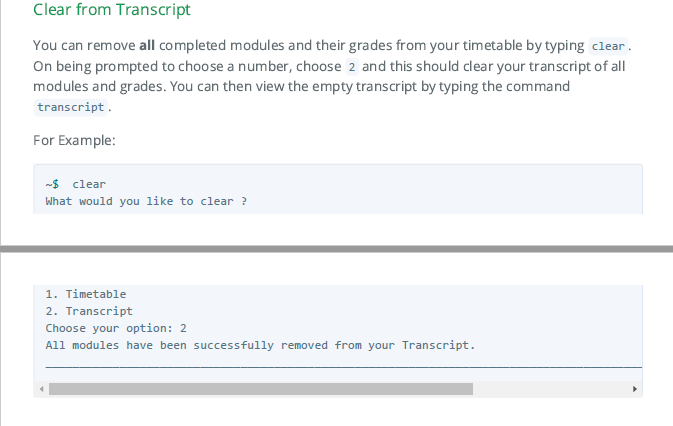 Clear from Transcript
You can remove all completed modules and their grades from your timetable by typing clear .
On being prompted to choose a number, choose 2 and this should clear your transcript of all
modules and grades. You can then view the empty transcript by typing the command
transcript .
For Example:
~$  clear
What would you like to clear ?
1. Timetable
2. Transcript
Choose your option: 2
All modules have been successfully removed from your Transcript.